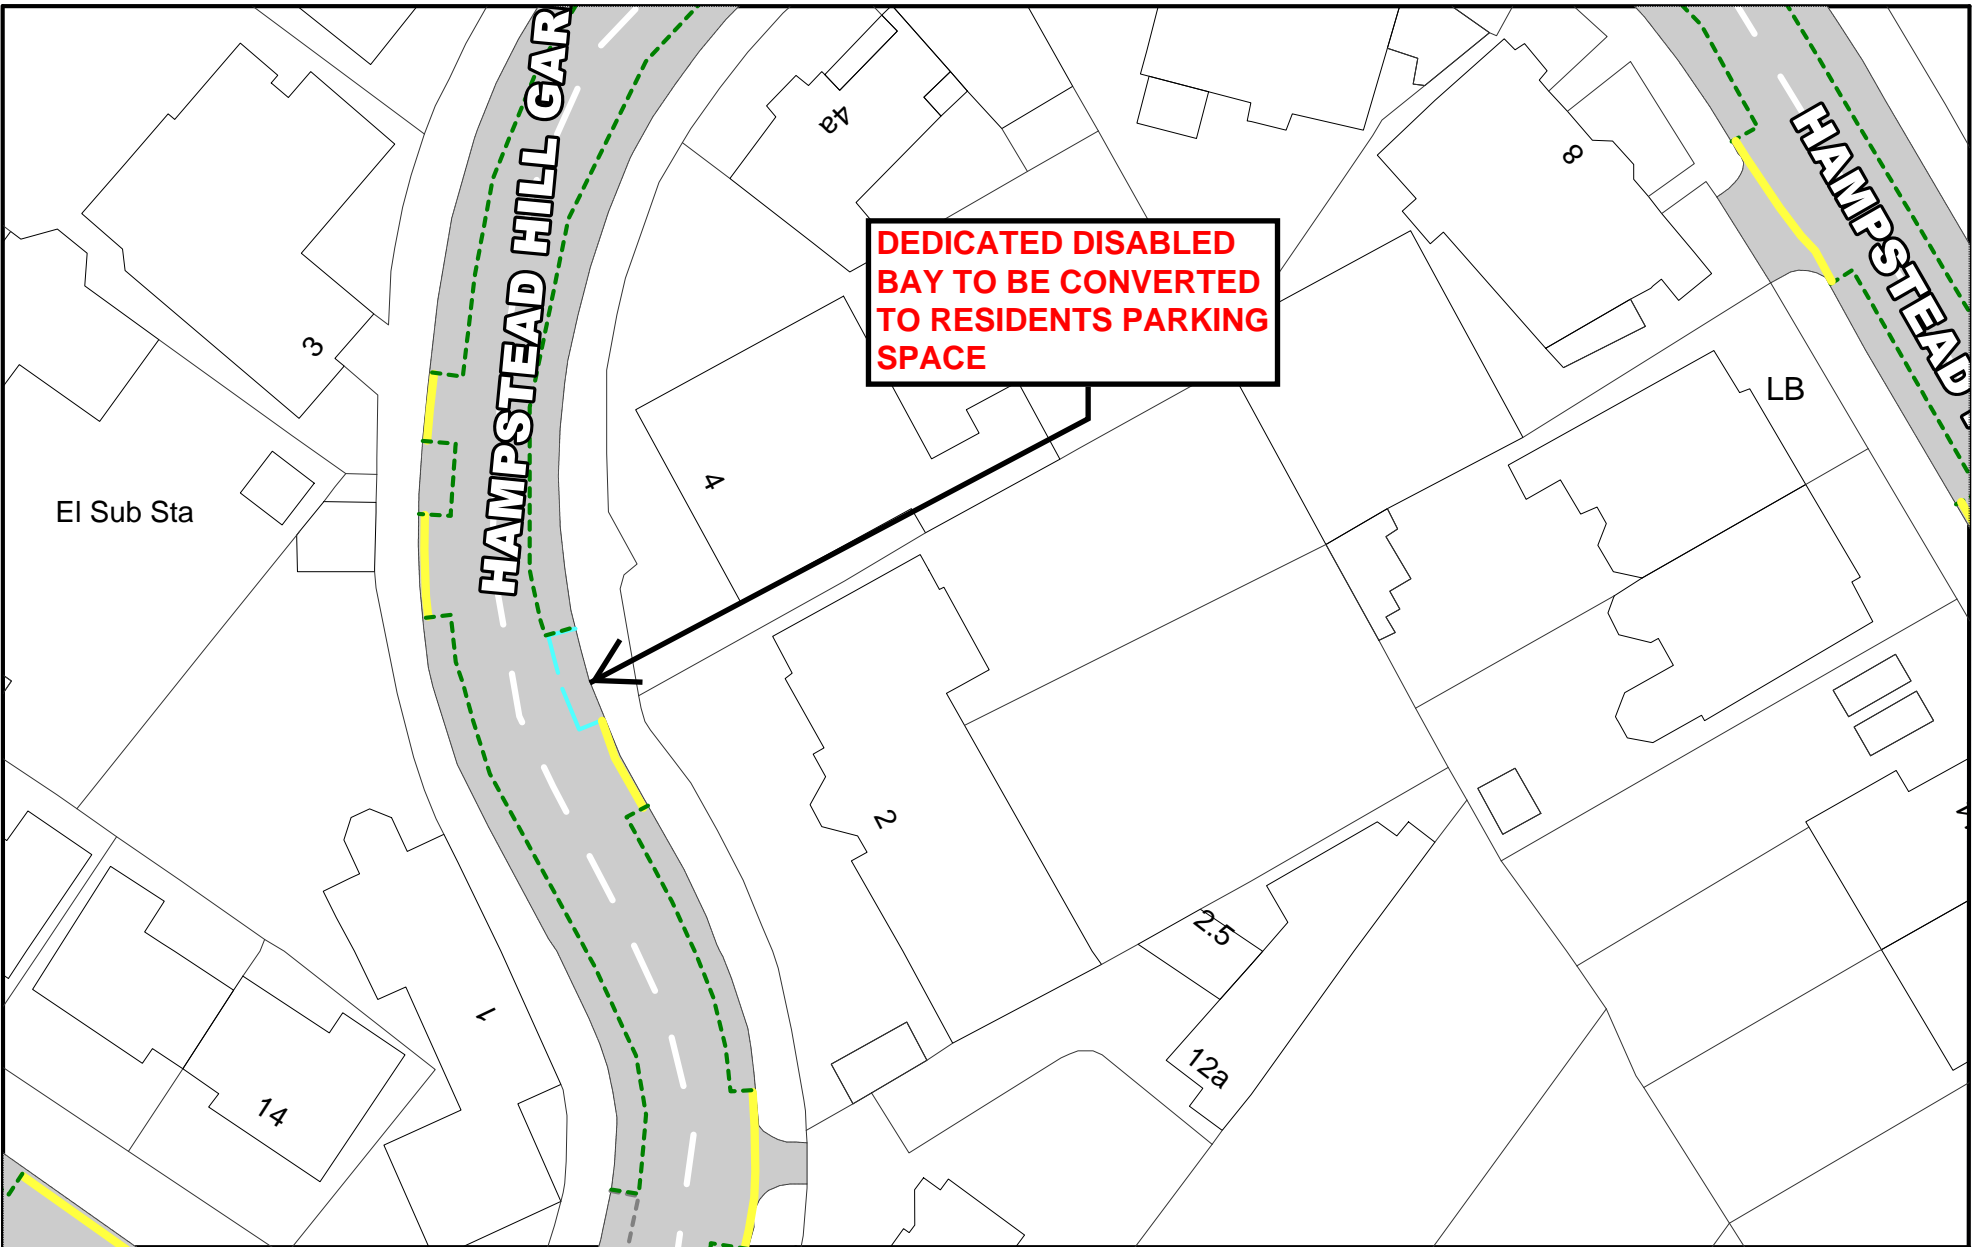 HAMPSTEAD HILL GAR
4a
8
HAMPSTEAD
DEDICATED DISABLED
BAY TO BE CONVERTED
TO RESIDENTS PARKING
SPACE
3
LB
4
El Sub Sta
2
2.5
1
12a
14